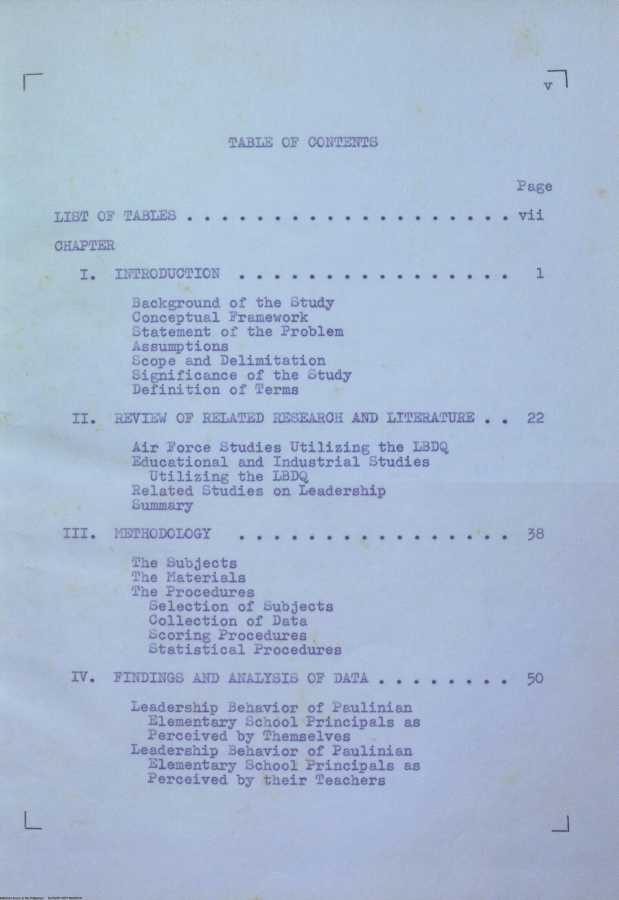 v
TABLE OF CONTENTS
Page
LIST OF TABLES . . . . . . . . . . . . . . . . . . . vii
CHAPTER
I. INTRODUCTION . . . . . . . . . . . . . . . . 1
Background of the Study
Conceptual Framework
Statement of the Problem
Assumptions
Scope and Delimitation
Significance of the Study
Definition of Terms
II. REVIEW OF RELATED RESEARCH AND LITERATURE . . 22
Air Force Studies Utilizing the LBDQ
Educational and Industrial Studies
Utilizing the LBDQ
Related Studies on Leadership
Summary
III. METHODOLOGY . . . . . . . . . . . . . . . . 38
The Subjects
The Materials
The Procedures
Selection of Subjects
Collection of Data
Scoring Procedures
Statistical Procedures
IV. FINDINGS AND ANALYSIS OF DATA . . . . . . . . 50
Leadership Behavior of Paulinian
Elementary School Principals as
Perceived by Themselves
Leadership Behavior of Paulinian
Elementary School Principals as
Perceived by their Teachers